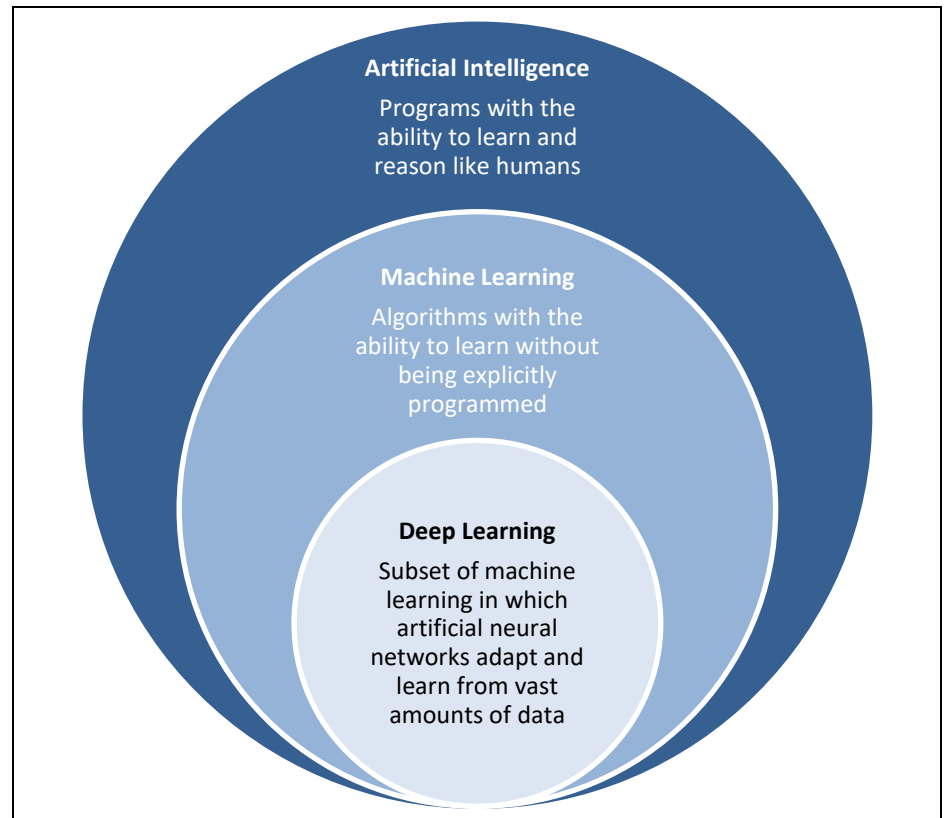 Artificial Intelligence
Programs with the
ability to learn and
reason like humans
Machine Learning
Algorithms with the
ability to learn without
being explicitly
programmed
Deep Learning
Subset of machine
learning in which
artificial neural
networks adapt and
learn from vast
amounts of data